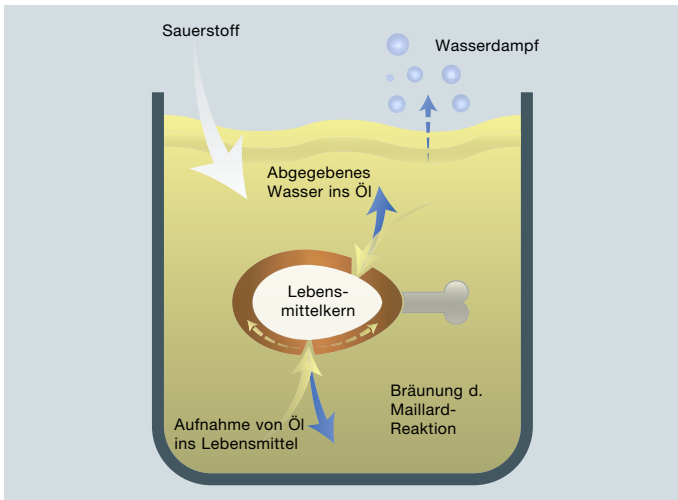 Sauerstoff
Wasserdampf
Abgegebenes
Wasser ins Öl
Lebens-
mittelkern
Bräunung d.
Maillard-
Reaktion
Aufnahme von Öl
ins Lebensmittel